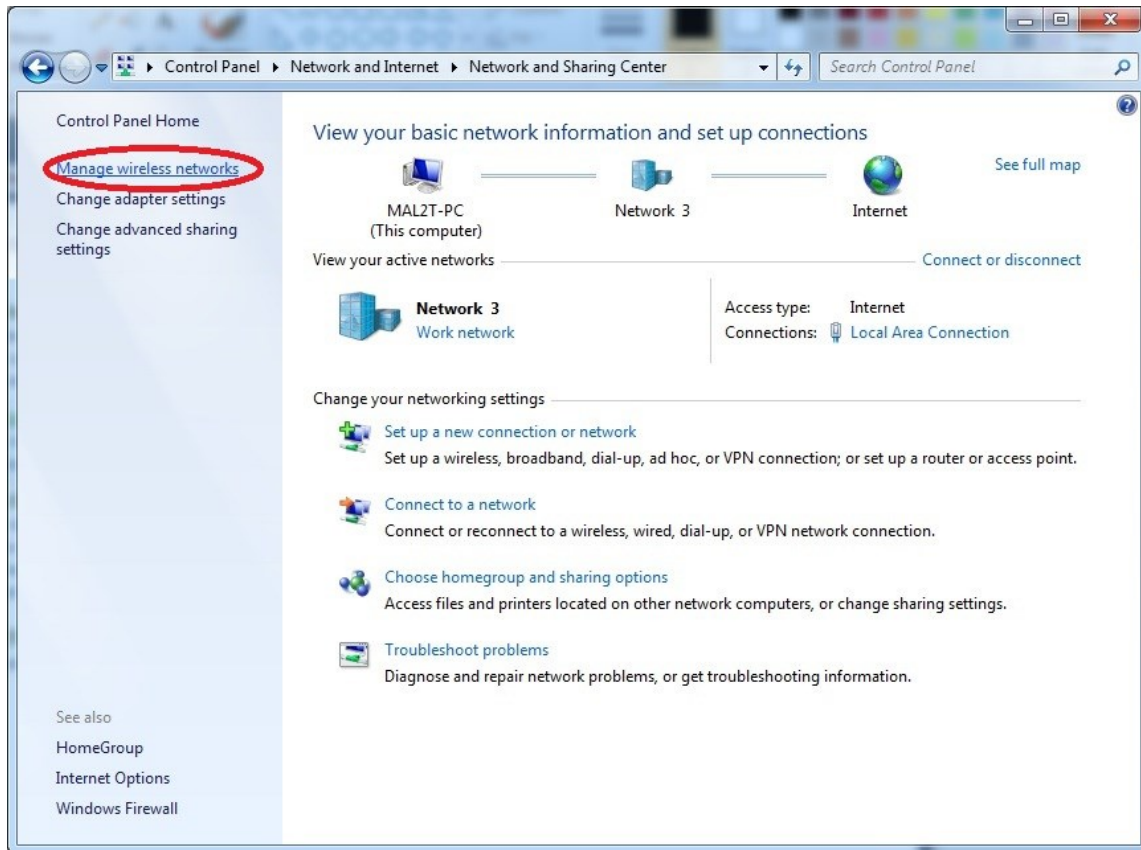 Control Panel ▸ Network and Internet ▸ Network and Sharing Center
Search Control Panel
Control Panel Home
Manage wireless networks
Change adapter settings
Change advanced sharing
settings
View your basic network information and set up connections
See full map
MAL2T-PC
(This computer)
Network 3
Internet
View your active networks
Connect or disconnect
Network 3
Work network
Access type: Internet
Connections: Local Area Connection
Change your networking settings
Set up a new connection or network
Set up a wireless, broadband, dial-up, ad hoc, or VPN connection; or set up a router or access point.
Connect to a network
Connect or reconnect to a wireless, wired, dial-up, or VPN network connection.
Choose homegroup and sharing options
Access files and printers located on other network computers, or change sharing settings.
Troubleshoot problems
Diagnose and repair network problems, or get troubleshooting information.
See also
HomeGroup
Internet Options
Windows Firewall